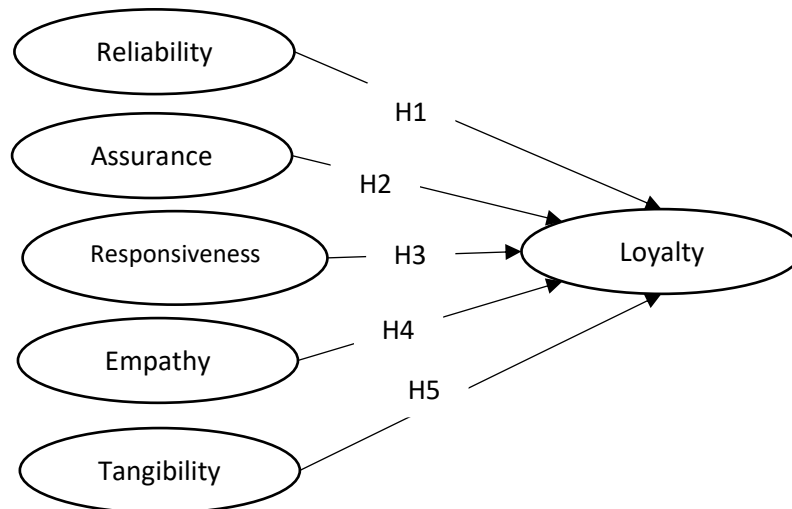 Reliability
H1
Assurance
H2
Responsiveness
H3
Loyalty
Empathy
H4
Tangibility
H5